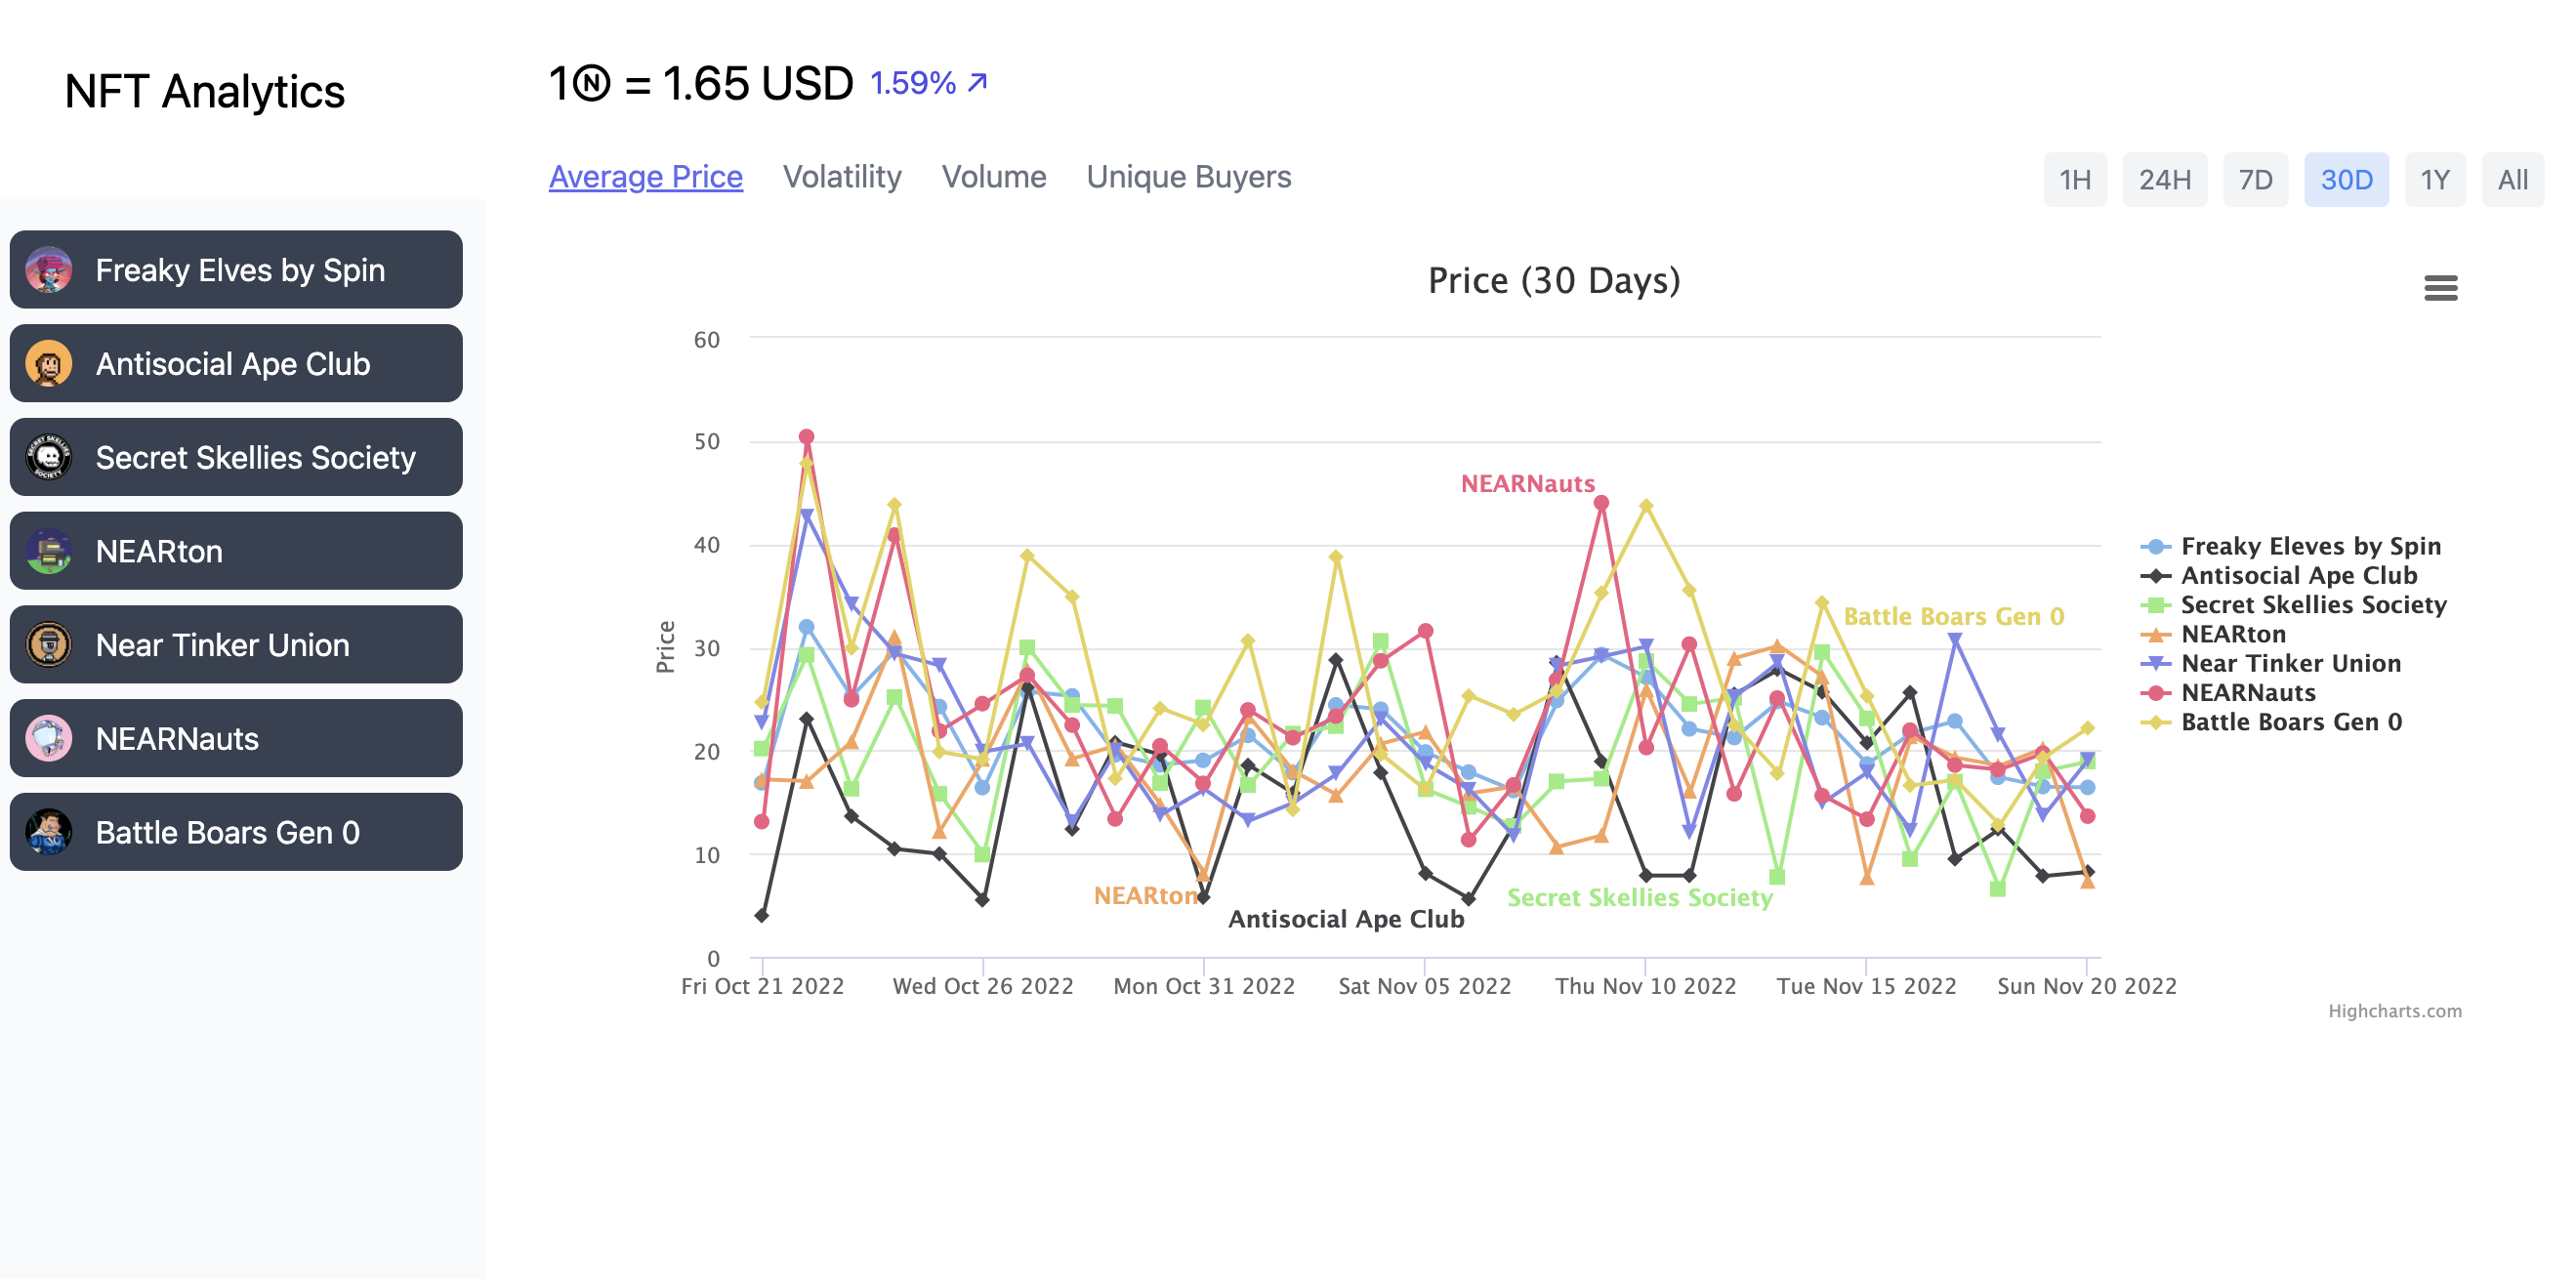 NFT Analytics
1Ⓝ = 1.65 USD 1.59% ↗
Average Price Volatility Volume Unique Buyers
1H 24H 7D 30D 1Y All
Freaky Elves by Spin
Antisocial Ape Club
SECRET SKELLIES SOCIETY
Secret Skellies Society
NEARton
Near Tinker Union
NEARNauts
Battle Boars Gen 0
Price (30 Days)
Price
60
50
40
30
20
10
0
NEARNauts
Battle Boars Gen 0
NEARton
Secret Skellies Society
Antisocial Ape Club
Fri Oct 21 2022 Wed Oct 26 2022 Mon Oct 31 2022 Sat Nov 05 2022 Thu Nov 10 2022 Tue Nov 15 2022 Sun Nov 20 2022
Freaky Eleves by Spin
Antisocial Ape Club
Secret Skellies Society
NEARton
Near Tinker Union
NEARNauts
Battle Boars Gen 0
Highcharts.com